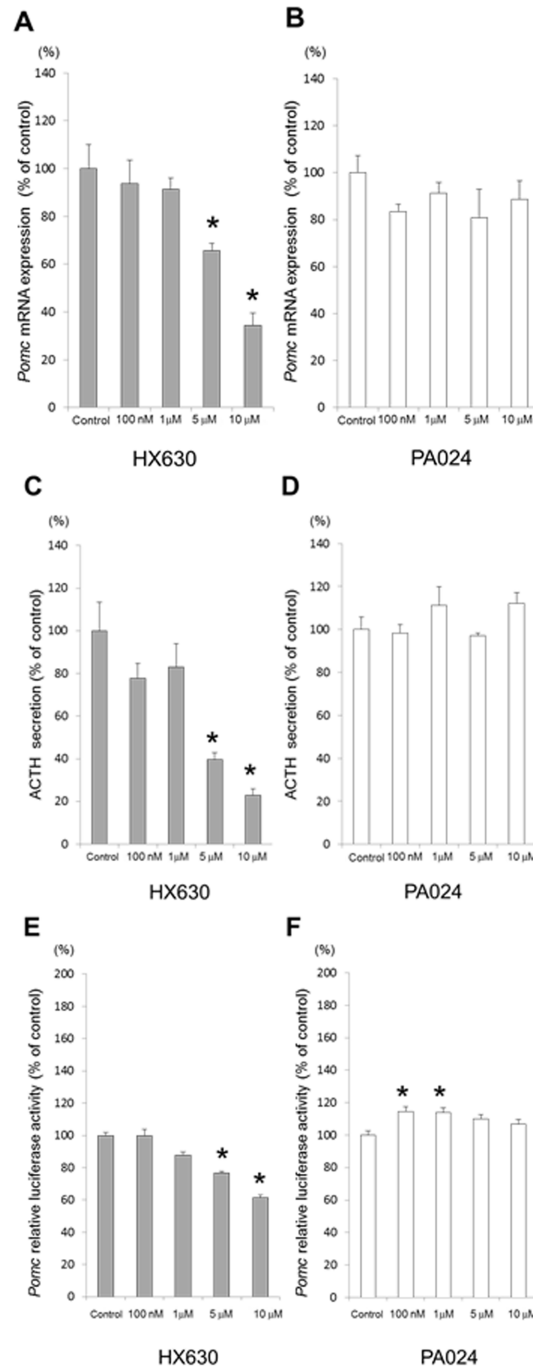 A
(%)
Pomc mRNA expression (% of control)
140
120
100
80
60
40
20
0
*
*
Control 100 nM 1μM 5 μM 10 μM
HX630
B
(%)
Pomc mRNA expression (% of control)
140
120
100
80
60
40
20
0
Control 100 nM 1μM 5 μM 10 μM
PA024
C
(%)
ACTH secretion (% of control)
140
120
100
80
60
40
20
0
*
*
Control 100 nM 1μM 5 μM 10 μM
HX630
D
(%)
ACTH secretion (% of control)
140
120
100
80
60
40
20
0
Control 100 nM 1μM 5 μM 10 μM
PA024
E
(%)
Pomc relative luciferase activity (% of control)
200
180
160
140
120
100
80
60
40
20
0
*
*
Control 100 nM 1μM 5 μM 10 μM
HX630
F
(%)
Pomc relative luciferase activity (% of control)
200
180
160
140
120
100
80
60
40
20
0
*
*
Control 100 nM 1μM 5 μM 10 μM
PA024